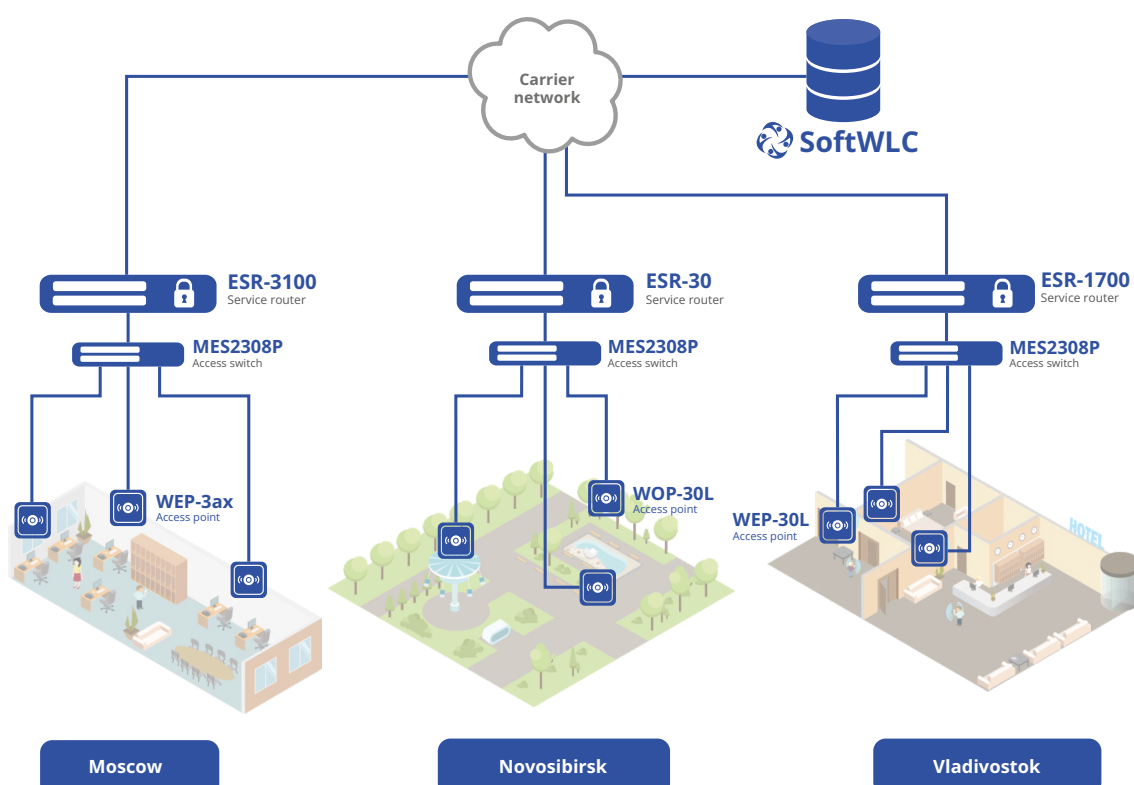 Carrier
network
SoftWLC
ESR-3100
Service router
ESR-30
Service router
ESR-1700
Service router
MES2308P
Access switch
MES2308P
Access switch
MES2308P
Access switch
WEP-3ax
Access point
WOP-30L
Access point
WEP-30L
Access point
HOTEL
Moscow
Novosibirsk
Vladivostok